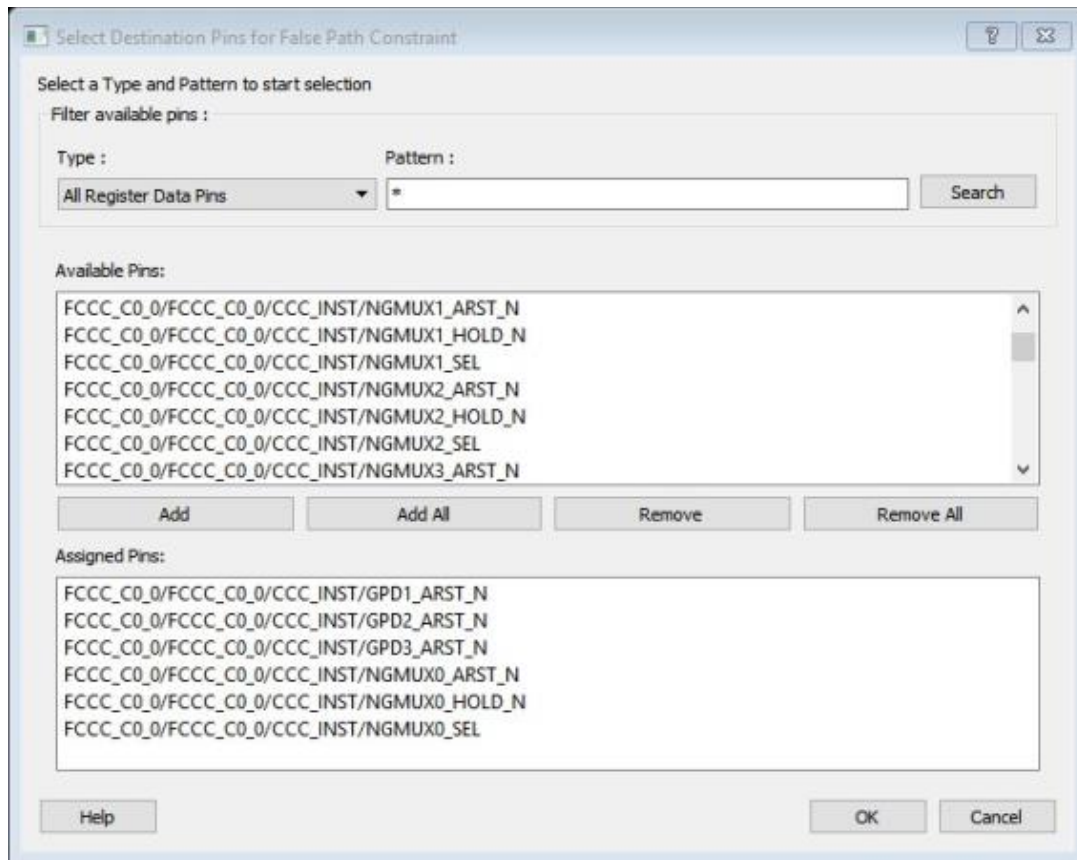 Select Destination Pins for False Path Constraint
Select a Type and Pattern to start selection
Filter available pins :
Type : Pattern :
All Register Data Pins * Search
Available Pins:
FCCC_C0_0/FCCC_C0_0/CCC_INST/NGMUX1_ARST_N
FCCC_C0_0/FCCC_C0_0/CCC_INST/NGMUX1_HOLD_N
FCCC_C0_0/FCCC_C0_0/CCC_INST/NGMUX1_SEL
FCCC_C0_0/FCCC_C0_0/CCC_INST/NGMUX2_ARST_N
FCCC_C0_0/FCCC_C0_0/CCC_INST/NGMUX2_HOLD_N
FCCC_C0_0/FCCC_C0_0/CCC_INST/NGMUX2_SEL
FCCC_C0_0/FCCC_C0_0/CCC_INST/NGMUX3_ARST_N
Add Add All Remove Remove All
Assigned Pins:
FCCC_C0_0/FCCC_C0_0/CCC_INST/GPD1_ARST_N
FCCC_C0_0/FCCC_C0_0/CCC_INST/GPD2_ARST_N
FCCC_C0_0/FCCC_C0_0/CCC_INST/GPD3_ARST_N
FCCC_C0_0/FCCC_C0_0/CCC_INST/NGMUX0_ARST_N
FCCC_C0_0/FCCC_C0_0/CCC_INST/NGMUX0_HOLD_N
FCCC_C0_0/FCCC_C0_0/CCC_INST/NGMUX0_SEL
Help OK Cancel